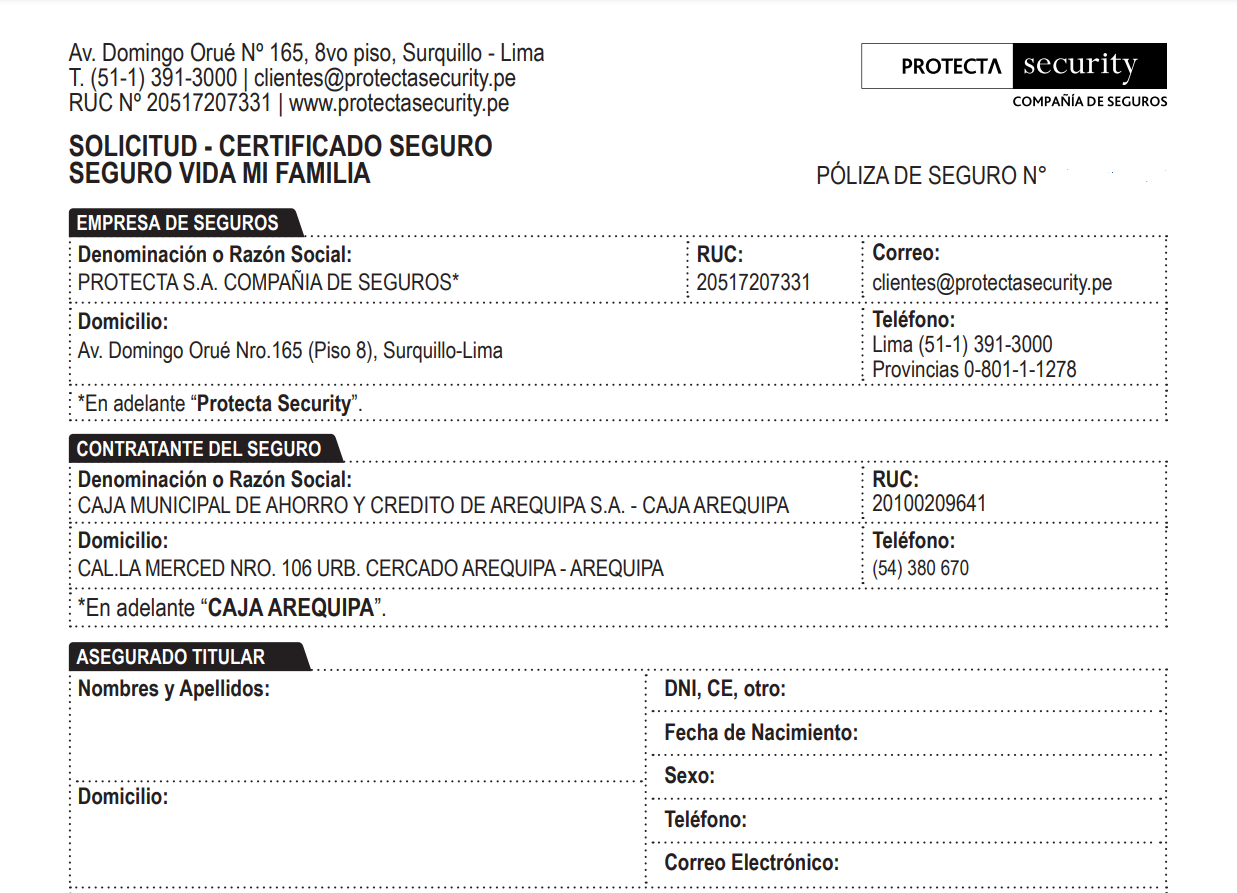 Av. Domingo Orué Nº 165, 8vo piso, Surquillo - Lima
T. (51-1) 391-3000 | clientes@protectasecurity.pe
RUC Nº 20517207331 | www.protectasecurity.pe
PROTECTA security
COMPAÑÍA DE SEGUROS
SOLICITUD - CERTIFICADO SEGURO
SEGURO VIDA MI FAMILIA
PÓLIZA DE SEGURO N°
EMPRESA DE SEGUROS
Denominación o Razón Social:
PROTECTA S.A. COMPAÑIA DE SEGUROS*
RUC:
20517207331
Correo:
clientes@protectasecurity.pe
Domicilio:
Av. Domingo Orué Nro.165 (Piso 8), Surquillo-Lima
Teléfono:
Lima (51-1) 391-3000
Provincias 0-801-1-1278
*En adelante “Protecta Security”.
CONTRATANTE DEL SEGURO
Denominación o Razón Social:
CAJA MUNICIPAL DE AHORRO Y CREDITO DE AREQUIPA S.A. - CAJA AREQUIPA
RUC:
20100209641
Domicilio:
CAL.LA MERCED NRO. 106 URB. CERCADO AREQUIPA - AREQUIPA
Teléfono:
(54) 380 670
*En adelante “CAJA AREQUIPA”.
ASEGURADO TITULAR
Nombres y Apellidos:
Domicilio:
DNI, CE, otro:
Fecha de Nacimiento:
Sexo:
Teléfono:
Correo Electrónico: